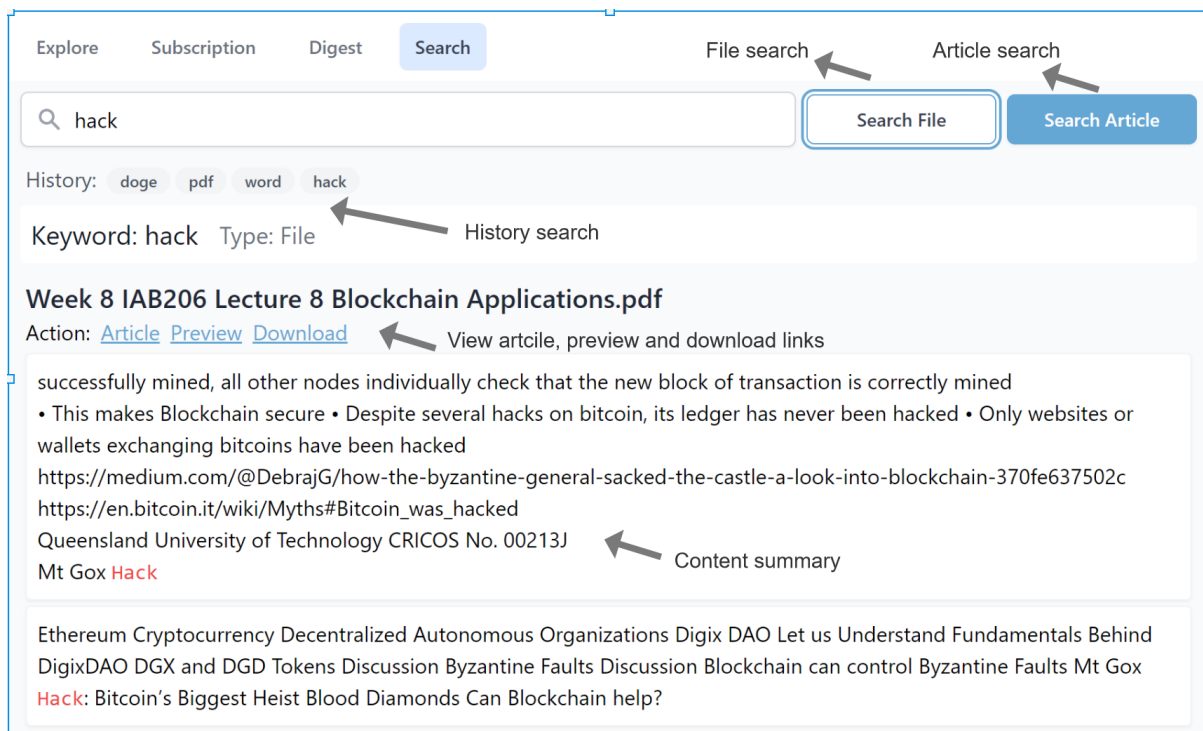 Explore Subscription Digest Search
File search Article search
hack Search File Search Article
History: doge pdf word hack
Keyword: hack Type: File
History search
Week 8 IAB206 Lecture 8 Blockchain Applications.pdf
Action: Article Preview Download
View artcile, preview and download links
successfully mined, all other nodes individually check that the new block of transaction is correctly mined
• This makes Blockchain secure • Despite several hacks on bitcoin, its ledger has never been hacked • Only websites or
wallets exchanging bitcoins have been hacked
https://medium.com/@DebrajG/how-the-byzantine-general-sacked-the-castle-a-look-into-blockchain-370fe637502c
https://en.bitcoin.it/wiki/Myths#Bitcoin_was_hacked
Queensland University of Technology CRICOS No. 00213J
Content summary
Mt Gox Hack
Ethereum Cryptocurrency Decentralized Autonomous Organizations Digix DAO Let us Understand Fundamentals Behind
DigixDAO DGX and DGD Tokens Discussion Byzantine Faults Discussion Blockchain can control Byzantine Faults Mt Gox
Hack: Bitcoin’s Biggest Heist Blood Diamonds Can Blockchain help?